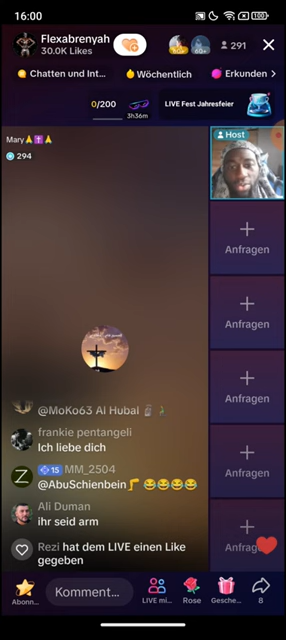 16:00
100
Flexabrenyah
30.0K Likes
291
Chatten und Int...
Wöchentlich
Erkunden
0/200
3h36m
LIVE Fest Jahresfeier
Mary🙏✝️🙏
294
Host
Anfragen
Anfragen
Anfragen
Anfragen
Anfragen
@MoKo63 Al Hubal 🗿
frankie pentangeli
Ich liebe dich
15 MM_2504
@AbuSchienbein🦵😂😂😂😂
Ali Duman
ihr seid arm
Rezi hat dem LIVE einen Like
gegeben
Abonn...
Komment...
LIVE mi...
Rose
Gesche...
8